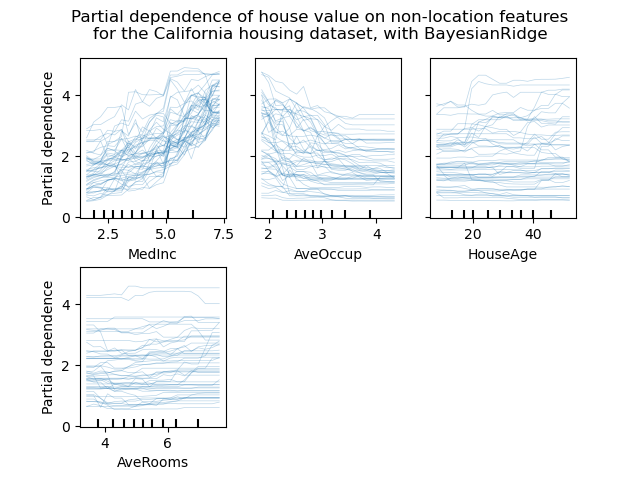 Partial dependence of house value on non-location features
for the California housing dataset, with BayesianRidge
Partial dependence
4
2
0
2.5
5.0
7.5
MedInc
2
3
4
AveOccup
20
40
HouseAge
Partial dependence
4
2
0
4
6
AveRooms